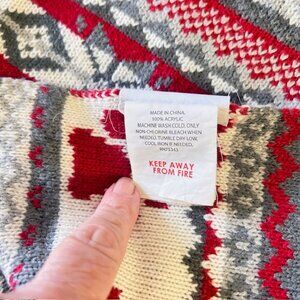 MADE IN CHINA.
100% ACRYLIC.
MACHINE WASH COLD, ONLY
NON-CHLORINE BLEACH WHEN
NEEDED, TUMBLE DRY LOW,
COOL IRON IF NEEDED,
KEEP AWAY
FROM FIRE